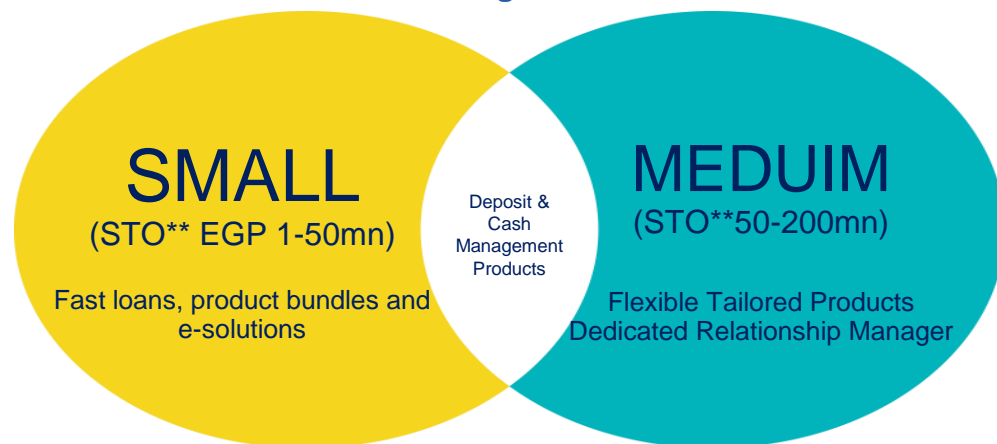 SMALL
(STO** EGP 1-50mn)
Fast loans, product bundles and
e-solutions
Deposit &
Cash
Management
Products
MEDUIM
(STO**50-200mn)
Flexible Tailored Products
Dedicated Relationship Manager